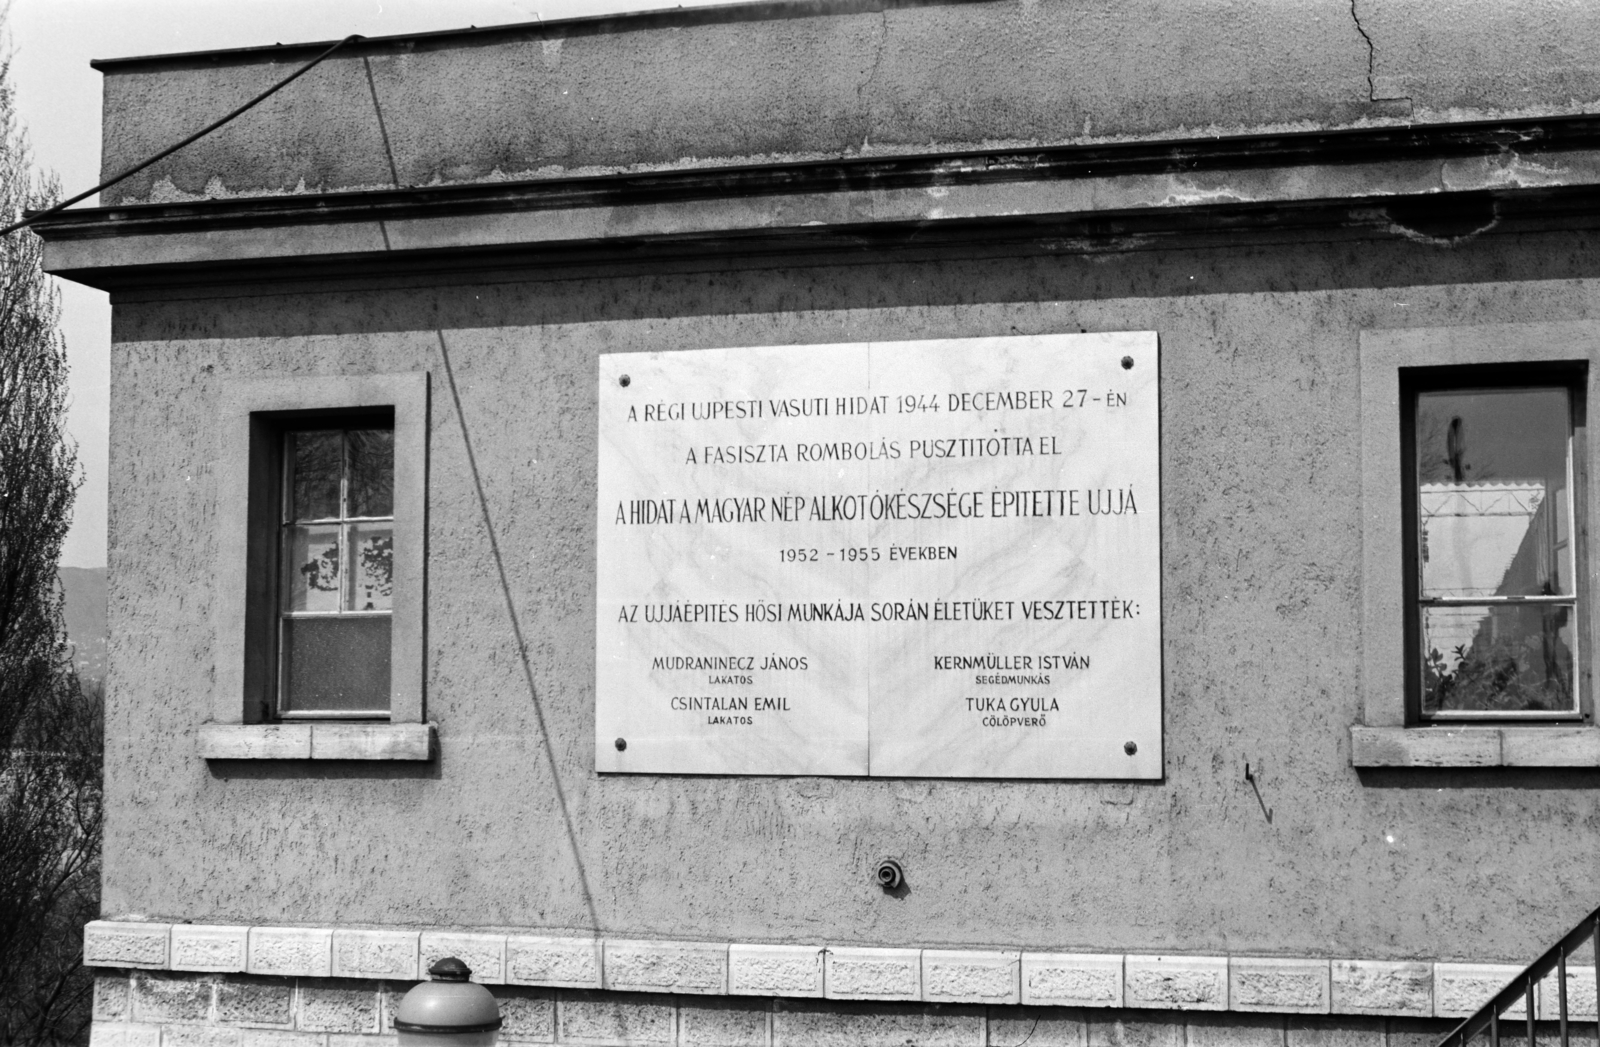 A RÉGI UJPESTI VASUTI HIDAT 1944 DECEMBER 27-ÉN
A FASISZTA ROMBOLÁS PUSZTITOTTA EL
A HIDAT A MAGYAR NÉP ALKOTÓKÉSZSÉGE ÉPITETTE UJJÁ
1952 - 1955 ÉVEKBEN
AZ UJJÁÉPITÉS HŐSI MUNKÁJA SORÁN ÉLETÜKET VESZTETTÉK:
MUDRANINECZ JÁNOS
LAKATOS
CSINTALAN EMIL
LAKATOS
KERNMÜLLER ISTVÁN
SEGÉDMUNKÁS
TUKA GYULA
CÖLÖPVERŐ